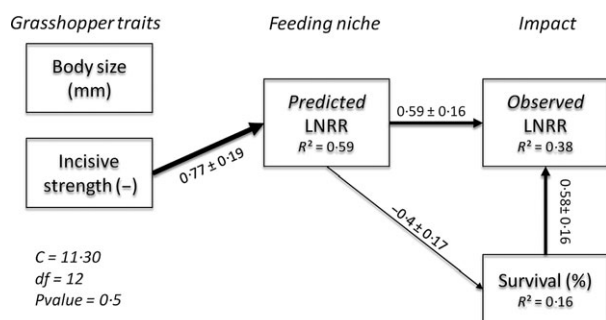 Grasshopper traits
Feeding niche
Impact
Body size
(mm)
Incisive
strength (–)
0·77 ± 0·19
Predicted
LNRR
R² = 0·59
0·59 ± 0·16
Observed
LNRR
R² = 0·38
–0·4 ± 0·17
0·58 ± 0·16
Survival (%)
R² = 0·16
C = 11·30
df = 12
Pvalue = 0·5